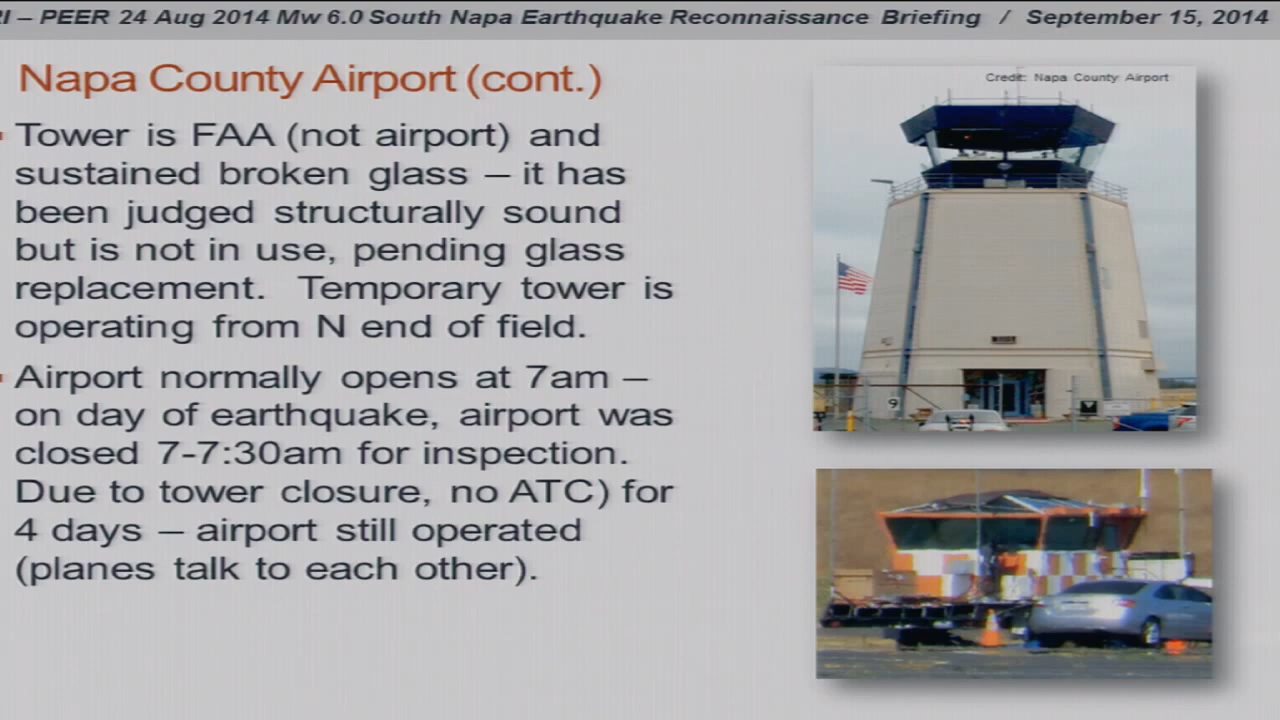 RI – PEER 24 Aug 2014 Mw 6.0 South Napa Earthquake Reconnaissance Briefing / September 15, 2014
Napa County Airport (cont.)
Tower is FAA (not airport) and
sustained broken glass – it has
been judged structurally sound
but is not in use, pending glass
replacement. Temporary tower is
operating from N end of field.
Airport normally opens at 7am –
on day of earthquake, airport was
closed 7-7:30am for inspection.
Due to tower closure, no ATC) for
4 days – airport still operated
(planes talk to each other).
Credit: Napa County Airport
9